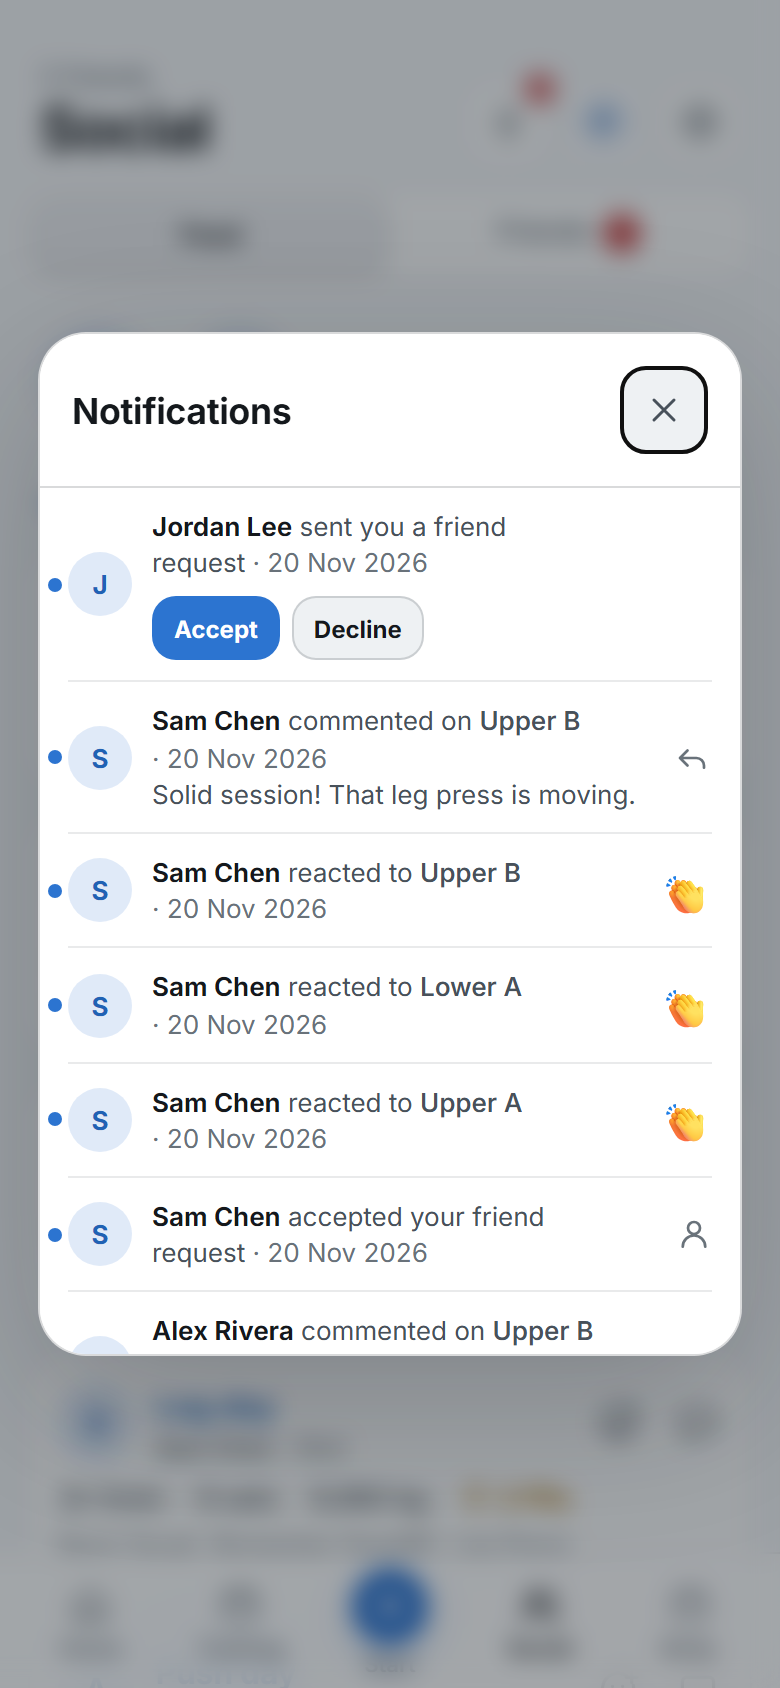 Social
Notifications
Jordan Lee sent you a friend
request · 20 Nov 2026
J
Accept
Decline
Sam Chen commented on Upper B
· 20 Nov 2026
Solid session! That leg press is moving.
S
Sam Chen reacted to Upper B
· 20 Nov 2026
S
Sam Chen reacted to Lower A
· 20 Nov 2026
S
Sam Chen reacted to Upper A
· 20 Nov 2026
S
Sam Chen accepted your friend
request · 20 Nov 2026
S
Alex Rivera commented on Upper B